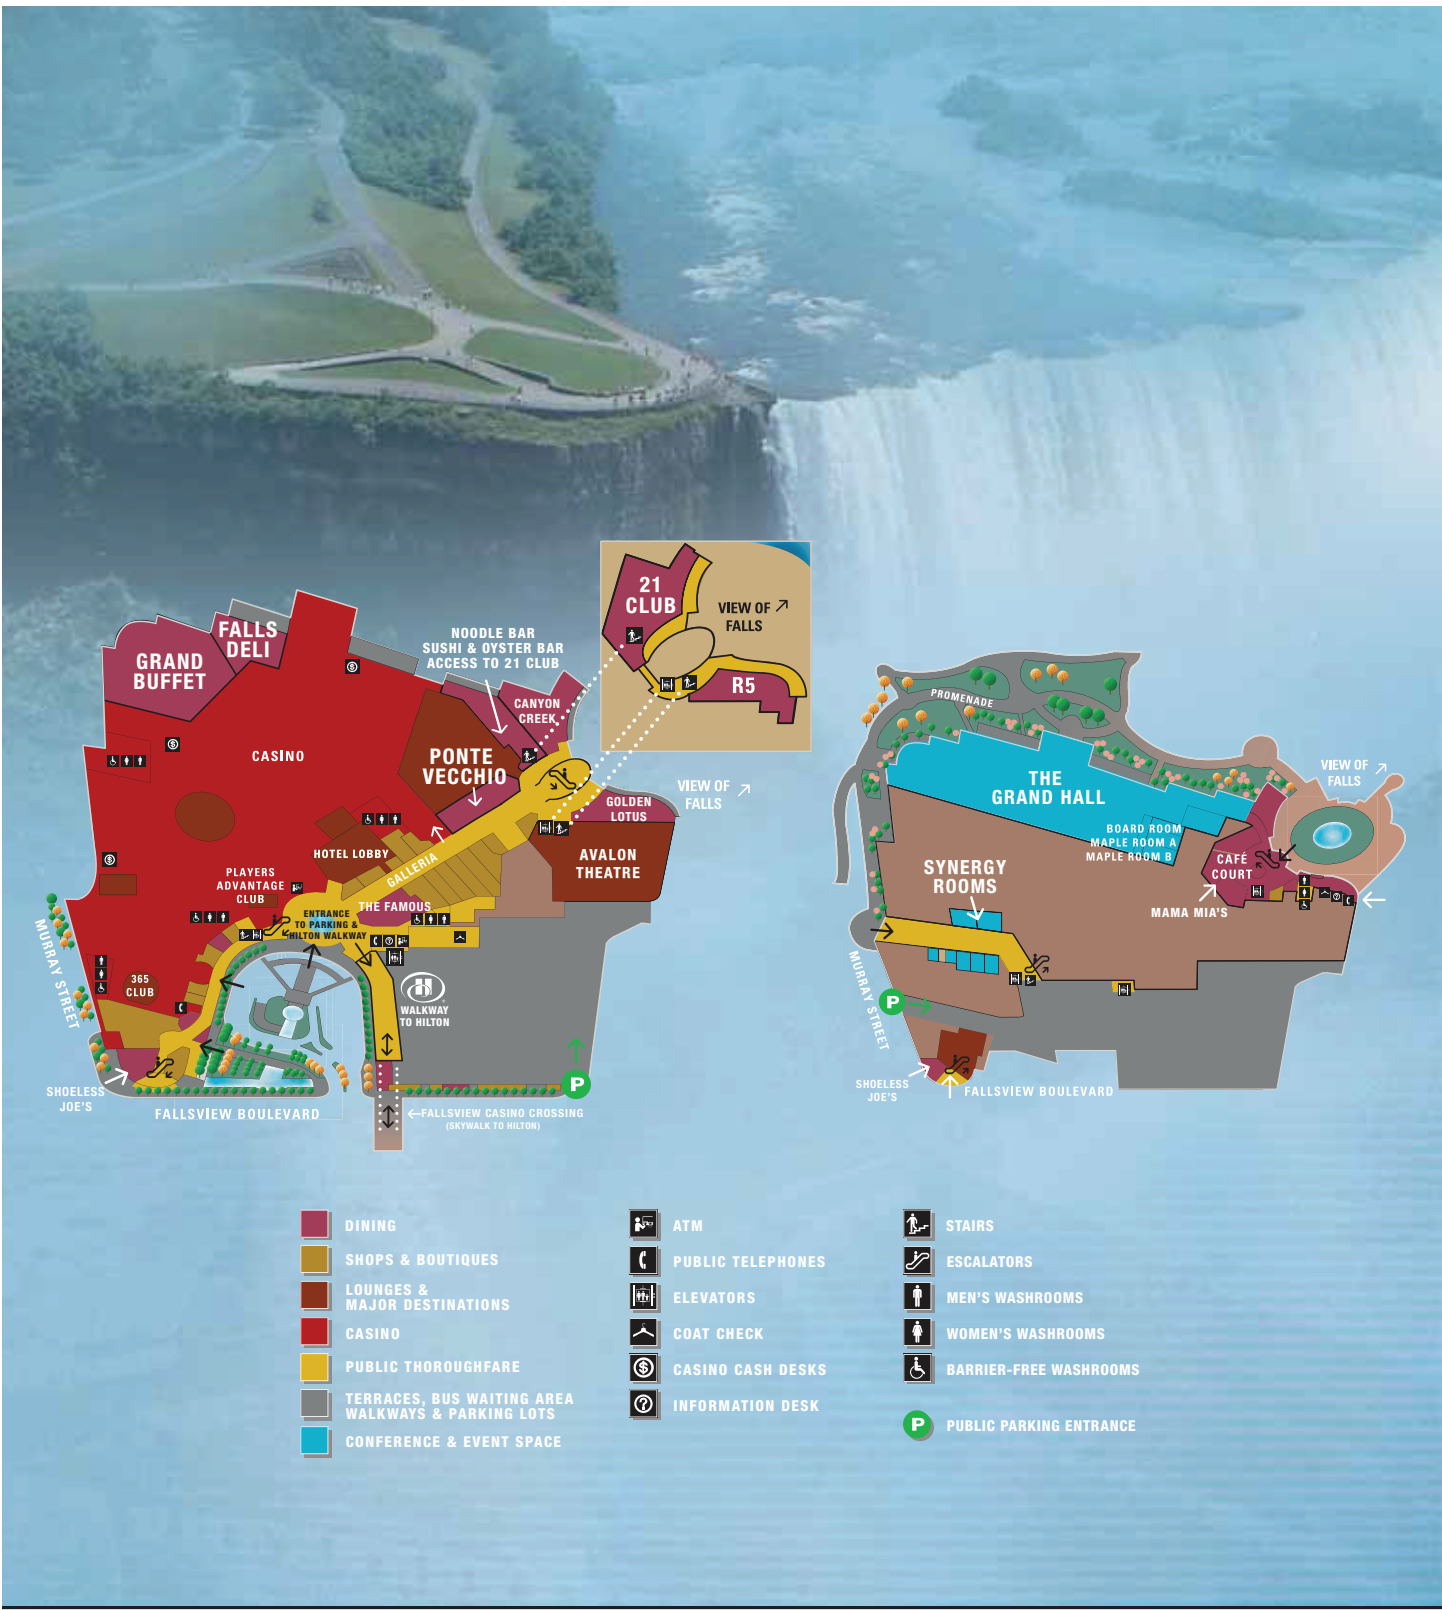 21
CLUB
VIEW OF
FALLS
R5
FALLS
DELI
GRAND
BUFFET
NOODLE BAR
SUSHI & OYSTER BAR
ACCESS TO 21 CLUB
CANYON
CREEK
CASINO
PONTE
VECCHIO
VIEW OF
FALLS
GOLDEN
LOTUS
HOTEL LOBBY
GALLERIA
AVALON
THEATRE
PLAYERS
ADVANTAGE
CLUB
THE FAMOUS
ENTRANCE
TO PARKING &
HILTON WALKWAY
MURRAY STREET
365
CLUB
H
WALKWAY
TO HILTON
SHOELESS
JOE'S
FALLSVIEW BOULEVARD
P
FALLSVIEW CASINO CROSSING
(SKYWALK TO HILTON)
PROMENADE
VIEW OF
FALLS
THE
GRAND HALL
BOARD ROOM
MAPLE ROOM A
MAPLE ROOM B
SYNERGY
ROOMS
CAFÉ
COURT
MAMA MIA'S
MURRAY STREET
P
SHOELESS
JOE'S
FALLSVIEW BOULEVARD
DINING
SHOPS & BOUTIQUES
LOUNGES &
MAJOR DESTINATIONS
CASINO
PUBLIC THOROUGHFARE
TERRACES, BUS WAITING AREA
WALKWAYS & PARKING LOTS
CONFERENCE & EVENT SPACE
ATM
PUBLIC TELEPHONES
ELEVATORS
COAT CHECK
CASINO CASH DESKS
INFORMATION DESK
STAIRS
ESCALATORS
MEN'S WASHROOMS
WOMEN'S WASHROOMS
BARRIER-FREE WASHROOMS
P PUBLIC PARKING ENTRANCE